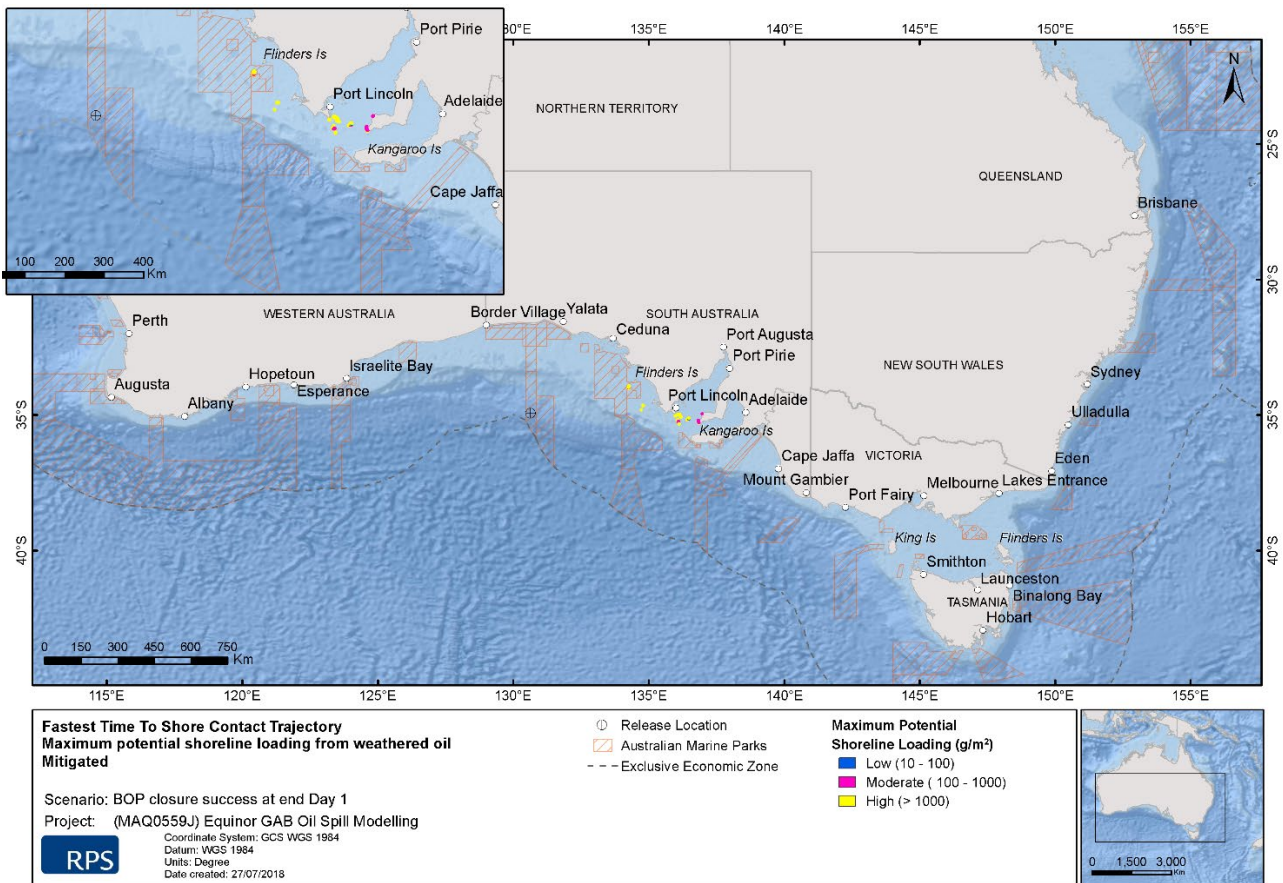 Port Pirie
Flinders Is
Port Lincoln
Adelaide
Kangaroo Is
Cape Jaffa
100 200 300 400
Km
30°E 135°E 140°E 145°E 150°E 155°E
N
NORTHERN TERRITORY
QUEENSLAND
25°S 25°S
Brisbane
30°S 30°S
WESTERN AUSTRALIA
Border Village
Yalata
SOUTH AUSTRALIA
Perth
Ceduna
Port Augusta
Port Pirie
NEW SOUTH WALES
Israelite Bay
Flinders Is
Hopetoun
Augusta
Esperance
Port Lincoln
Adelaide
Sydney
Albany
Kangaroo Is
Ulladulla
35°S 35°S
Cape Jaffa
VICTORIA
Eden
Mount Gambier
Melbourne
Lakes Entrance
Port Fairy
King Is
Flinders Is
40°S 40°S
Smithton
Launceston
Binalong Bay
TASMANIA
Hobart
0 150 300 450 600 750
Km
115°E 120°E 125°E 130°E 135°E 140°E 145°E 150°E 155°E
Fastest Time To Shore Contact Trajectory
Maximum potential shoreline loading from weathered oil
Mitigated
Scenario: BOP closure success at end Day 1
Project: (MAQ0559J) Equinor GAB Oil Spill Modelling
RPS
Coordinate System: GCS WGS 1984
Datum: WGS 1984
Units: Degree
Date created: 27/07/2018
Release Location
Australian Marine Parks
Exclusive Economic Zone
Maximum Potential
Shoreline Loading (g/m²)
Low (10 - 100)
Moderate ( 100 - 1000)
High (> 1000)
0 1,500 3,000
Km